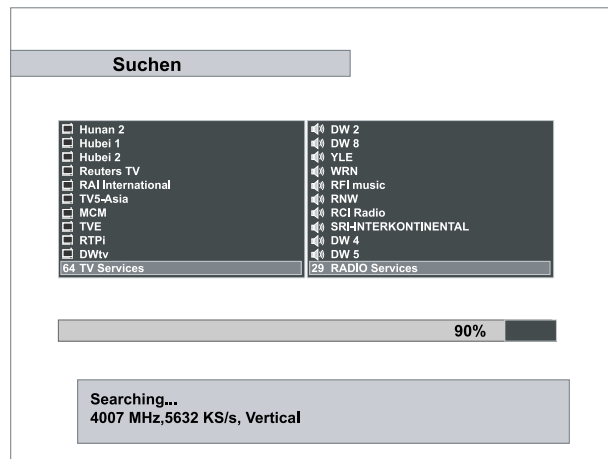 Suchen
Hunan 2
Hubei 1
Hubei 2
Reuters TV
RAI International
TV5-Asia
MCM
TVE
RTPi
DWtv
64 TV Services
DW 2
DW 8
YLE
WRN
RFI music
RNW
RCI Radio
SRI-INTERKONTINENTAL
DW 4
DW 5
29 RADIO Services
90%
Searching...
4007 MHz,5632 KS/s, Vertical